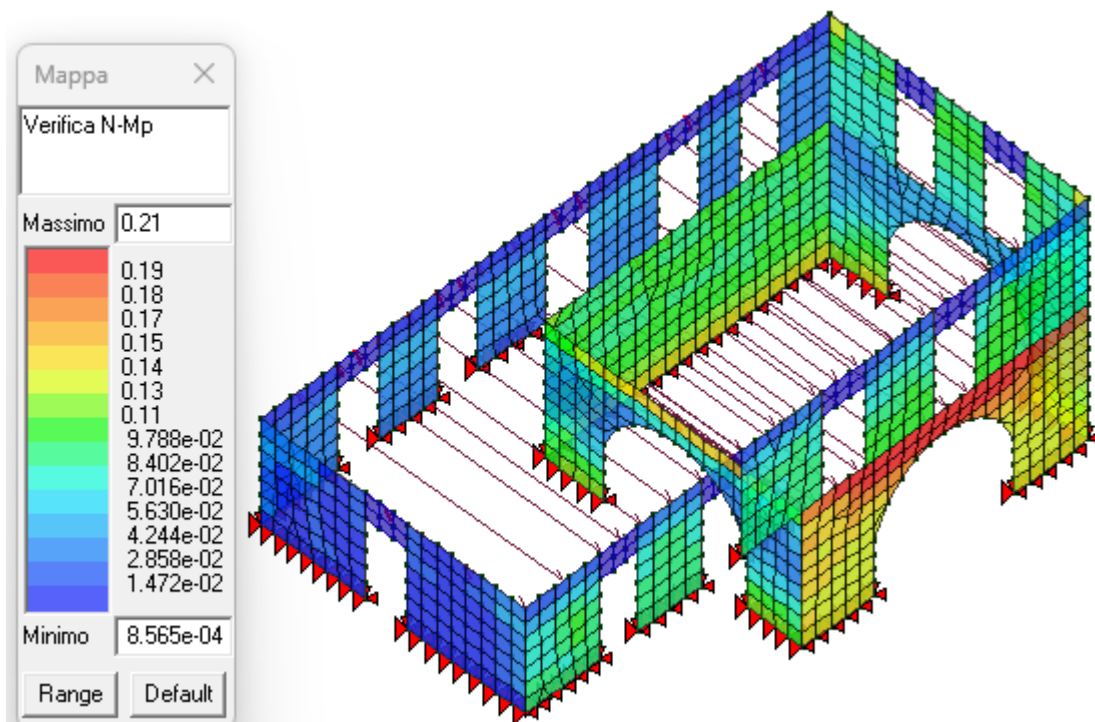 Mappa
Verifica N-Mp
Massimo 0.21
0.19
0.18
0.17
0.15
0.14
0.13
0.11
9.788e-02
8.402e-02
7.016e-02
5.630e-02
4.244e-02
2.858e-02
1.472e-02
Minimo 8.565e-04
Range Default